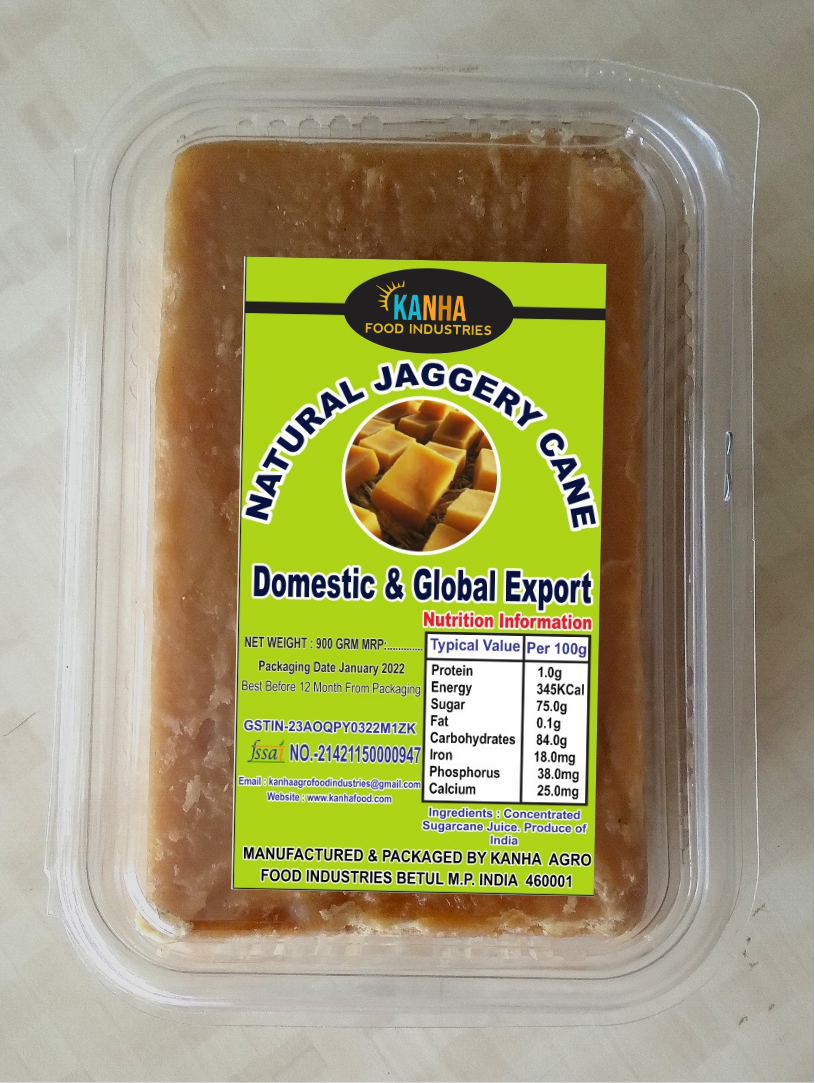 KANHA
FOOD INDUSTRIES
NATURAL JAGGERY CANE
Domestic & Global Export
Nutrition Information
NET WEIGHT : 900 GRM MRP:.............
Packaging Date January 2022
Best Before 12 Month From Packaging
GSTIN-23AOQPY0322M1ZK
fssai NO.-21421150000947
Email : kanhaagrofoodindustries@gmail.com
Website : www.kanhafood.com
Typical Value Per 100g
Protein 1.0g
Energy 345KCal
Sugar 75.0g
Fat 0.1g
Carbohydrates 84.0g
Iron 18.0mg
Phosphorus 38.0mg
Calcium 25.0mg
Ingredients : Concentrated
Sugarcane Juice. Produce of
India
MANUFACTURED & PACKAGED BY KANHA AGRO
FOOD INDUSTRIES BETUL M.P. INDIA 460001